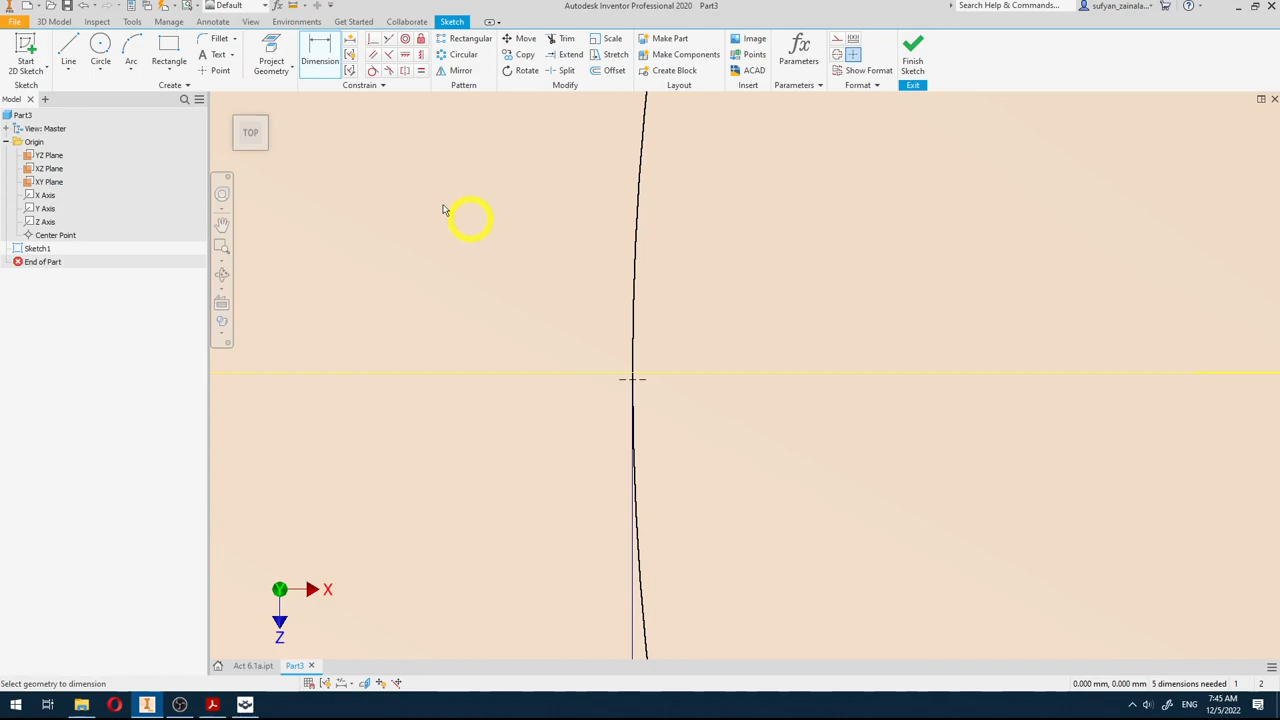 Default
Autodesk Inventor Professional 2020   Part3
Search Help & Commands...
sufyan_zainala...
File 3D Model Inspect Tools Manage Annotate View Environments Get Started Collaborate Sketch
Start 2D Sketch
Line
Circle
Arc
Rectangle
Fillet
Text
Point
Project Geometry
Dimension
Rectangular
Circular
Mirror
Move
Copy
Rotate
Trim
Extend
Split
Scale
Stretch
Offset
Make Part
Make Components
Create Block
Image
Points
ACAD
Parameters
Show Format
Finish Sketch
Sketch Create Constrain Pattern Modify Layout Insert Parameters Format Exit
Model
Part3
View: Master
Origin
YZ Plane
XZ Plane
XY Plane
X Axis
Y Axis
Z Axis
Center Point
Sketch1
End of Part
TOP
X
Z
Act 6.1a.ipt Part3
Select geometry to dimension
0.000 mm, 0.000 mm 5 dimensions needed 1 2
ENG
7:45 AM
12/5/2022